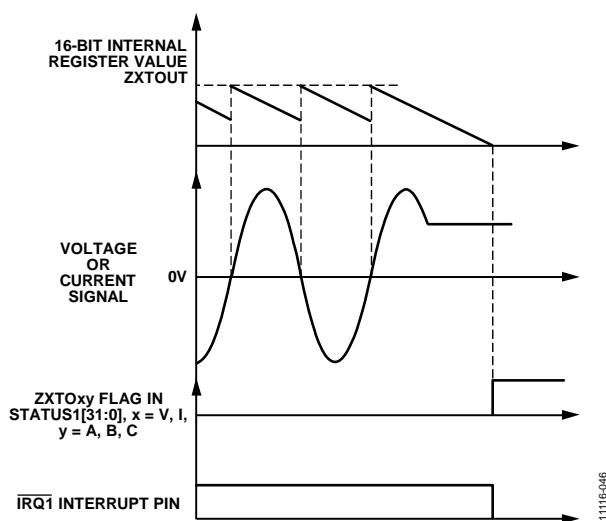 16-BIT INTERNAL
REGISTER VALUE
ZXTOUT
VOLTAGE
OR
CURRENT
SIGNAL
0V
ZXTOxy FLAG IN
STATUS1[31:0], x = V, I,
y = A, B, C
IRQ1 INTERRUPT PIN
11116-046